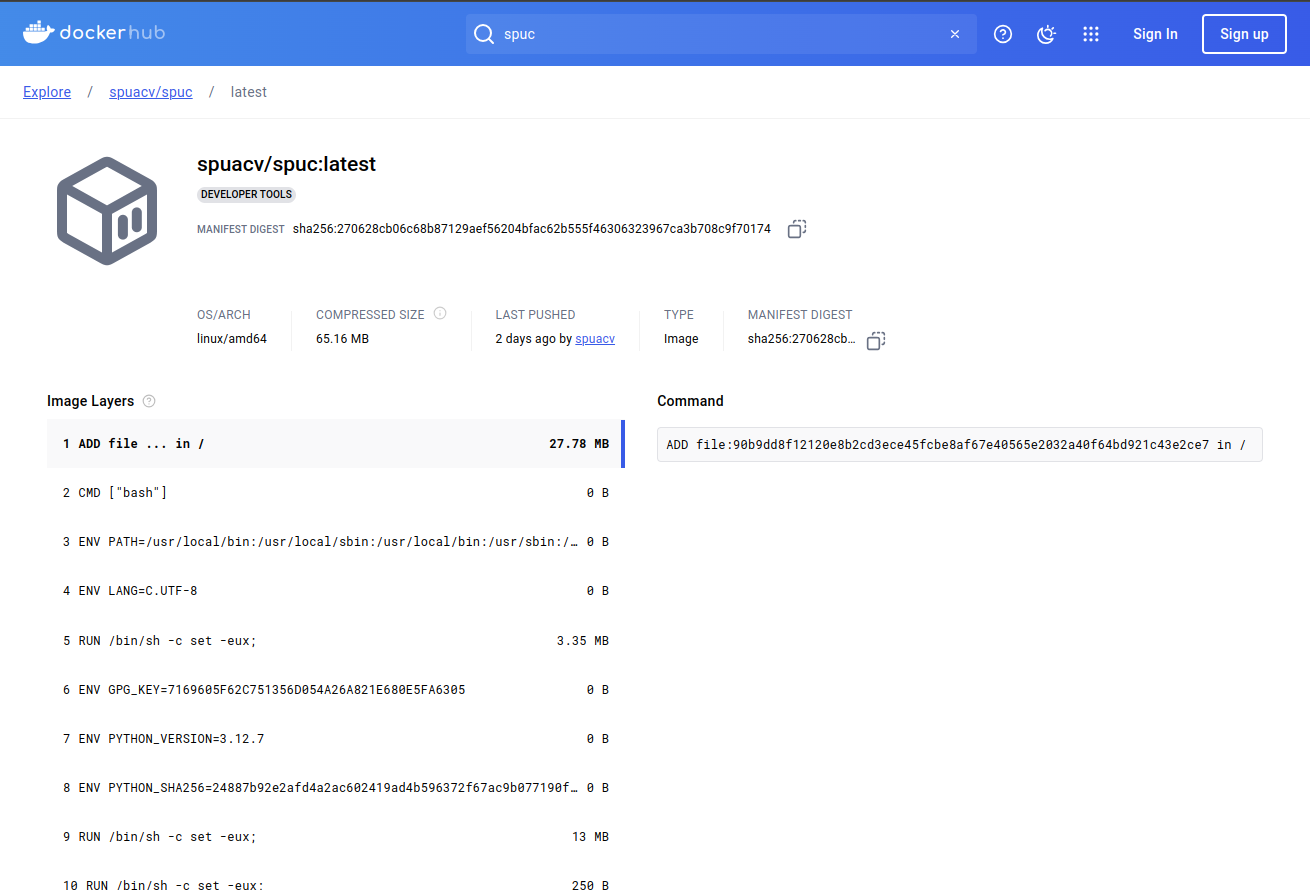 dockerhub
spuc
Sign In
Sign up
Explore / spuacv/spuc / latest
spuacv/spuc:latest
DEVELOPER TOOLS
MANIFEST DIGEST sha256:270628cb06c68b87129aef56204bfac62b555f46306323967ca3b708c9f70174
OS/ARCH
linux/amd64
COMPRESSED SIZE
65.16 MB
LAST PUSHED
2 days ago by spuacv
TYPE
Image
MANIFEST DIGEST
sha256:270628cb...
Image Layers
1 ADD file ... in / 27.78 MB
2 CMD ["bash"] 0 B
3 ENV PATH=/usr/local/bin:/usr/local/sbin:/usr/local/bin:/usr/sbin:/… 0 B
4 ENV LANG=C.UTF-8 0 B
5 RUN /bin/sh -c set -eux; 3.35 MB
6 ENV GPG_KEY=7169605F62C751356D054A26A821E680E5FA6305 0 B
7 ENV PYTHON_VERSION=3.12.7 0 B
8 ENV PYTHON_SHA256=24887b92e2afd4a2ac602419ad4b596372f67ac9b077190f… 0 B
9 RUN /bin/sh -c set -eux; 13 MB
10 RUN /bin/sh -c set -eux; 250 B
Command
ADD file:90b9dd8f12120e8b2cd3ece45fcbe8af67e40565e2032a40f64bd921c43e2ce7 in /